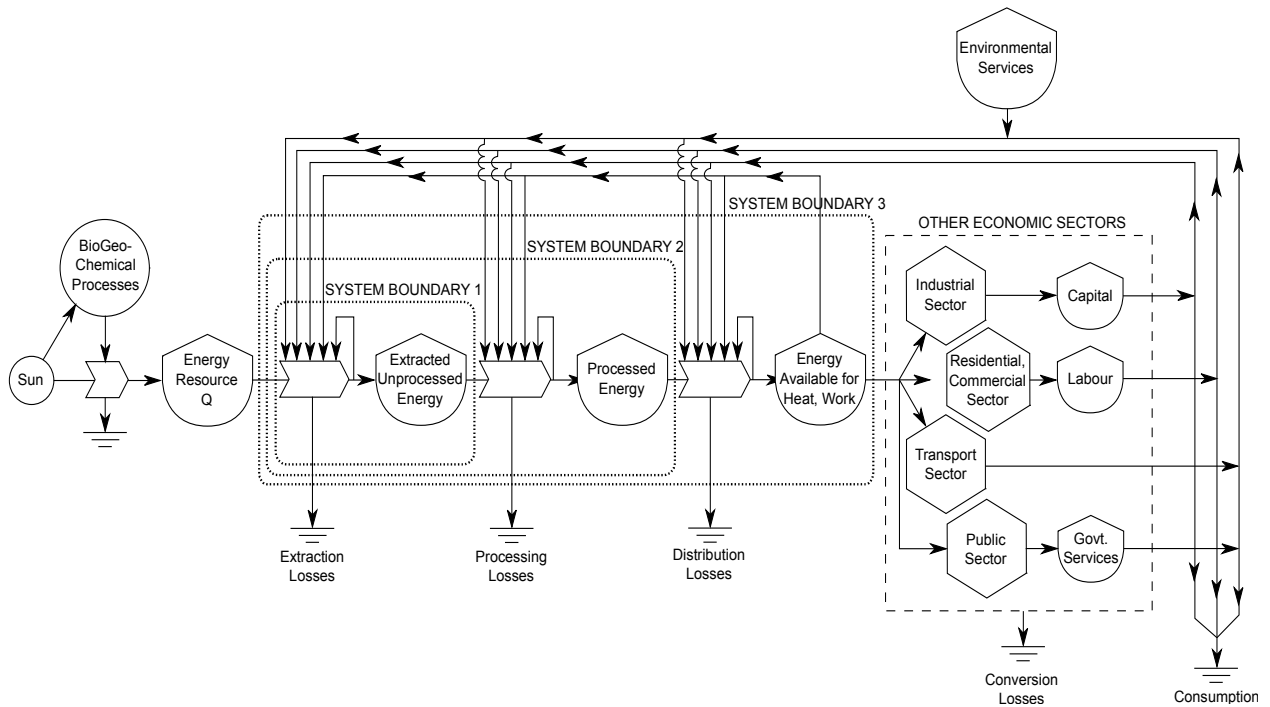 Environmental
Services
SYSTEM BOUNDARY 3
OTHER ECONOMIC SECTORS
BioGeo-
Chemical
Processes
SYSTEM BOUNDARY 2
SYSTEM BOUNDARY 1
Industrial
Sector
Capital
Sun
Energy
Resource
Q
Extracted
Unprocessed
Energy
Processed
Energy
Energy
Available for
Heat, Work
Residential,
Commercial
Sector
Labour
Transport
Sector
Public
Sector
Govt.
Services
Extraction
Losses
Processing
Losses
Distribution
Losses
Conversion
Losses
Consumption